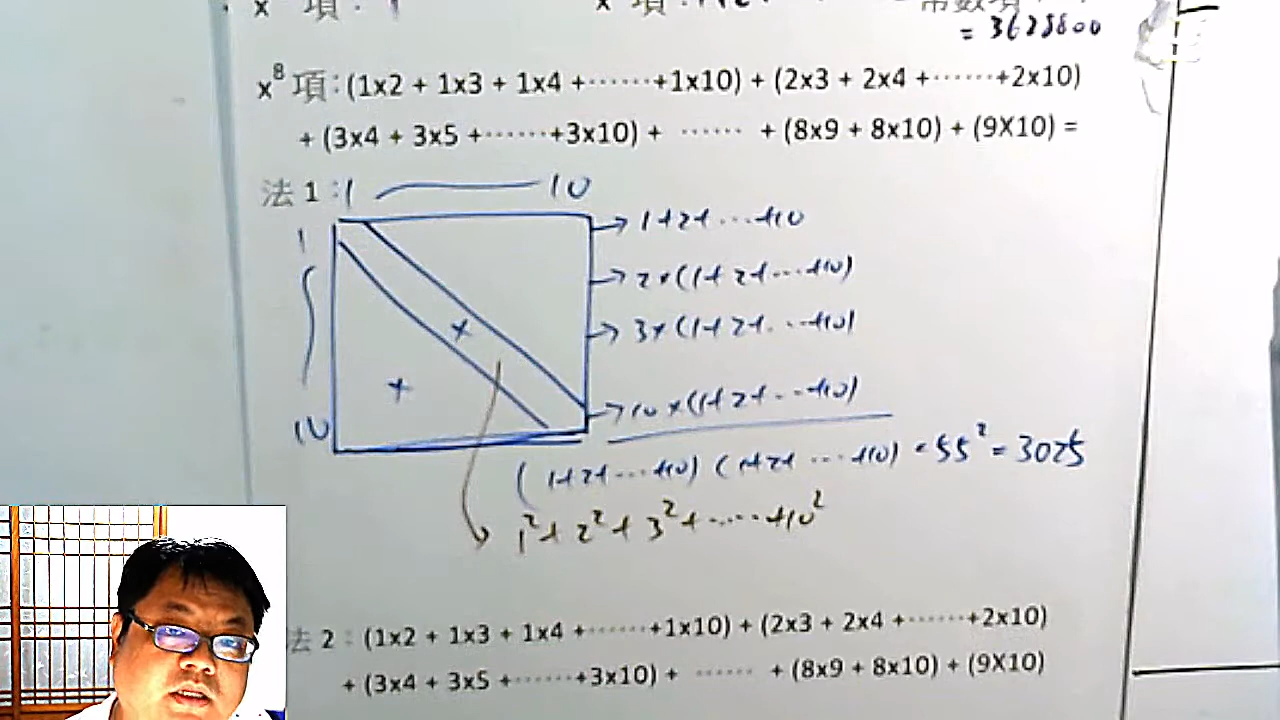 = 3628800
x⁸ 項:(1x2 + 1x3 + 1x4 +⋯⋯+1x10) + (2x3 + 2x4 +⋯⋯+2x10)
+ (3x4 + 3x5 +⋯⋯+3x10) + ⋯⋯ + (8x9 + 8x10) + (9X10) =
法 1 : 1 10
1
10
→ 1+2+⋯+10
→ 2×(1+2+⋯+10)
→ 3×(1+2+⋯+10)
→ 10×(1+2+⋯+10)
(1+2+⋯+10) (1+2+⋯+10) = 55² = 3025
1² + 2² + 3² +⋯⋯+10²
法 2 : (1x2 + 1x3 + 1x4 +⋯⋯+1x10) + (2x3 + 2x4 +⋯⋯+2x10)
+ (3x4 + 3x5 +⋯⋯+3x10) + ⋯⋯ + (8x9 + 8x10) + (9X10)